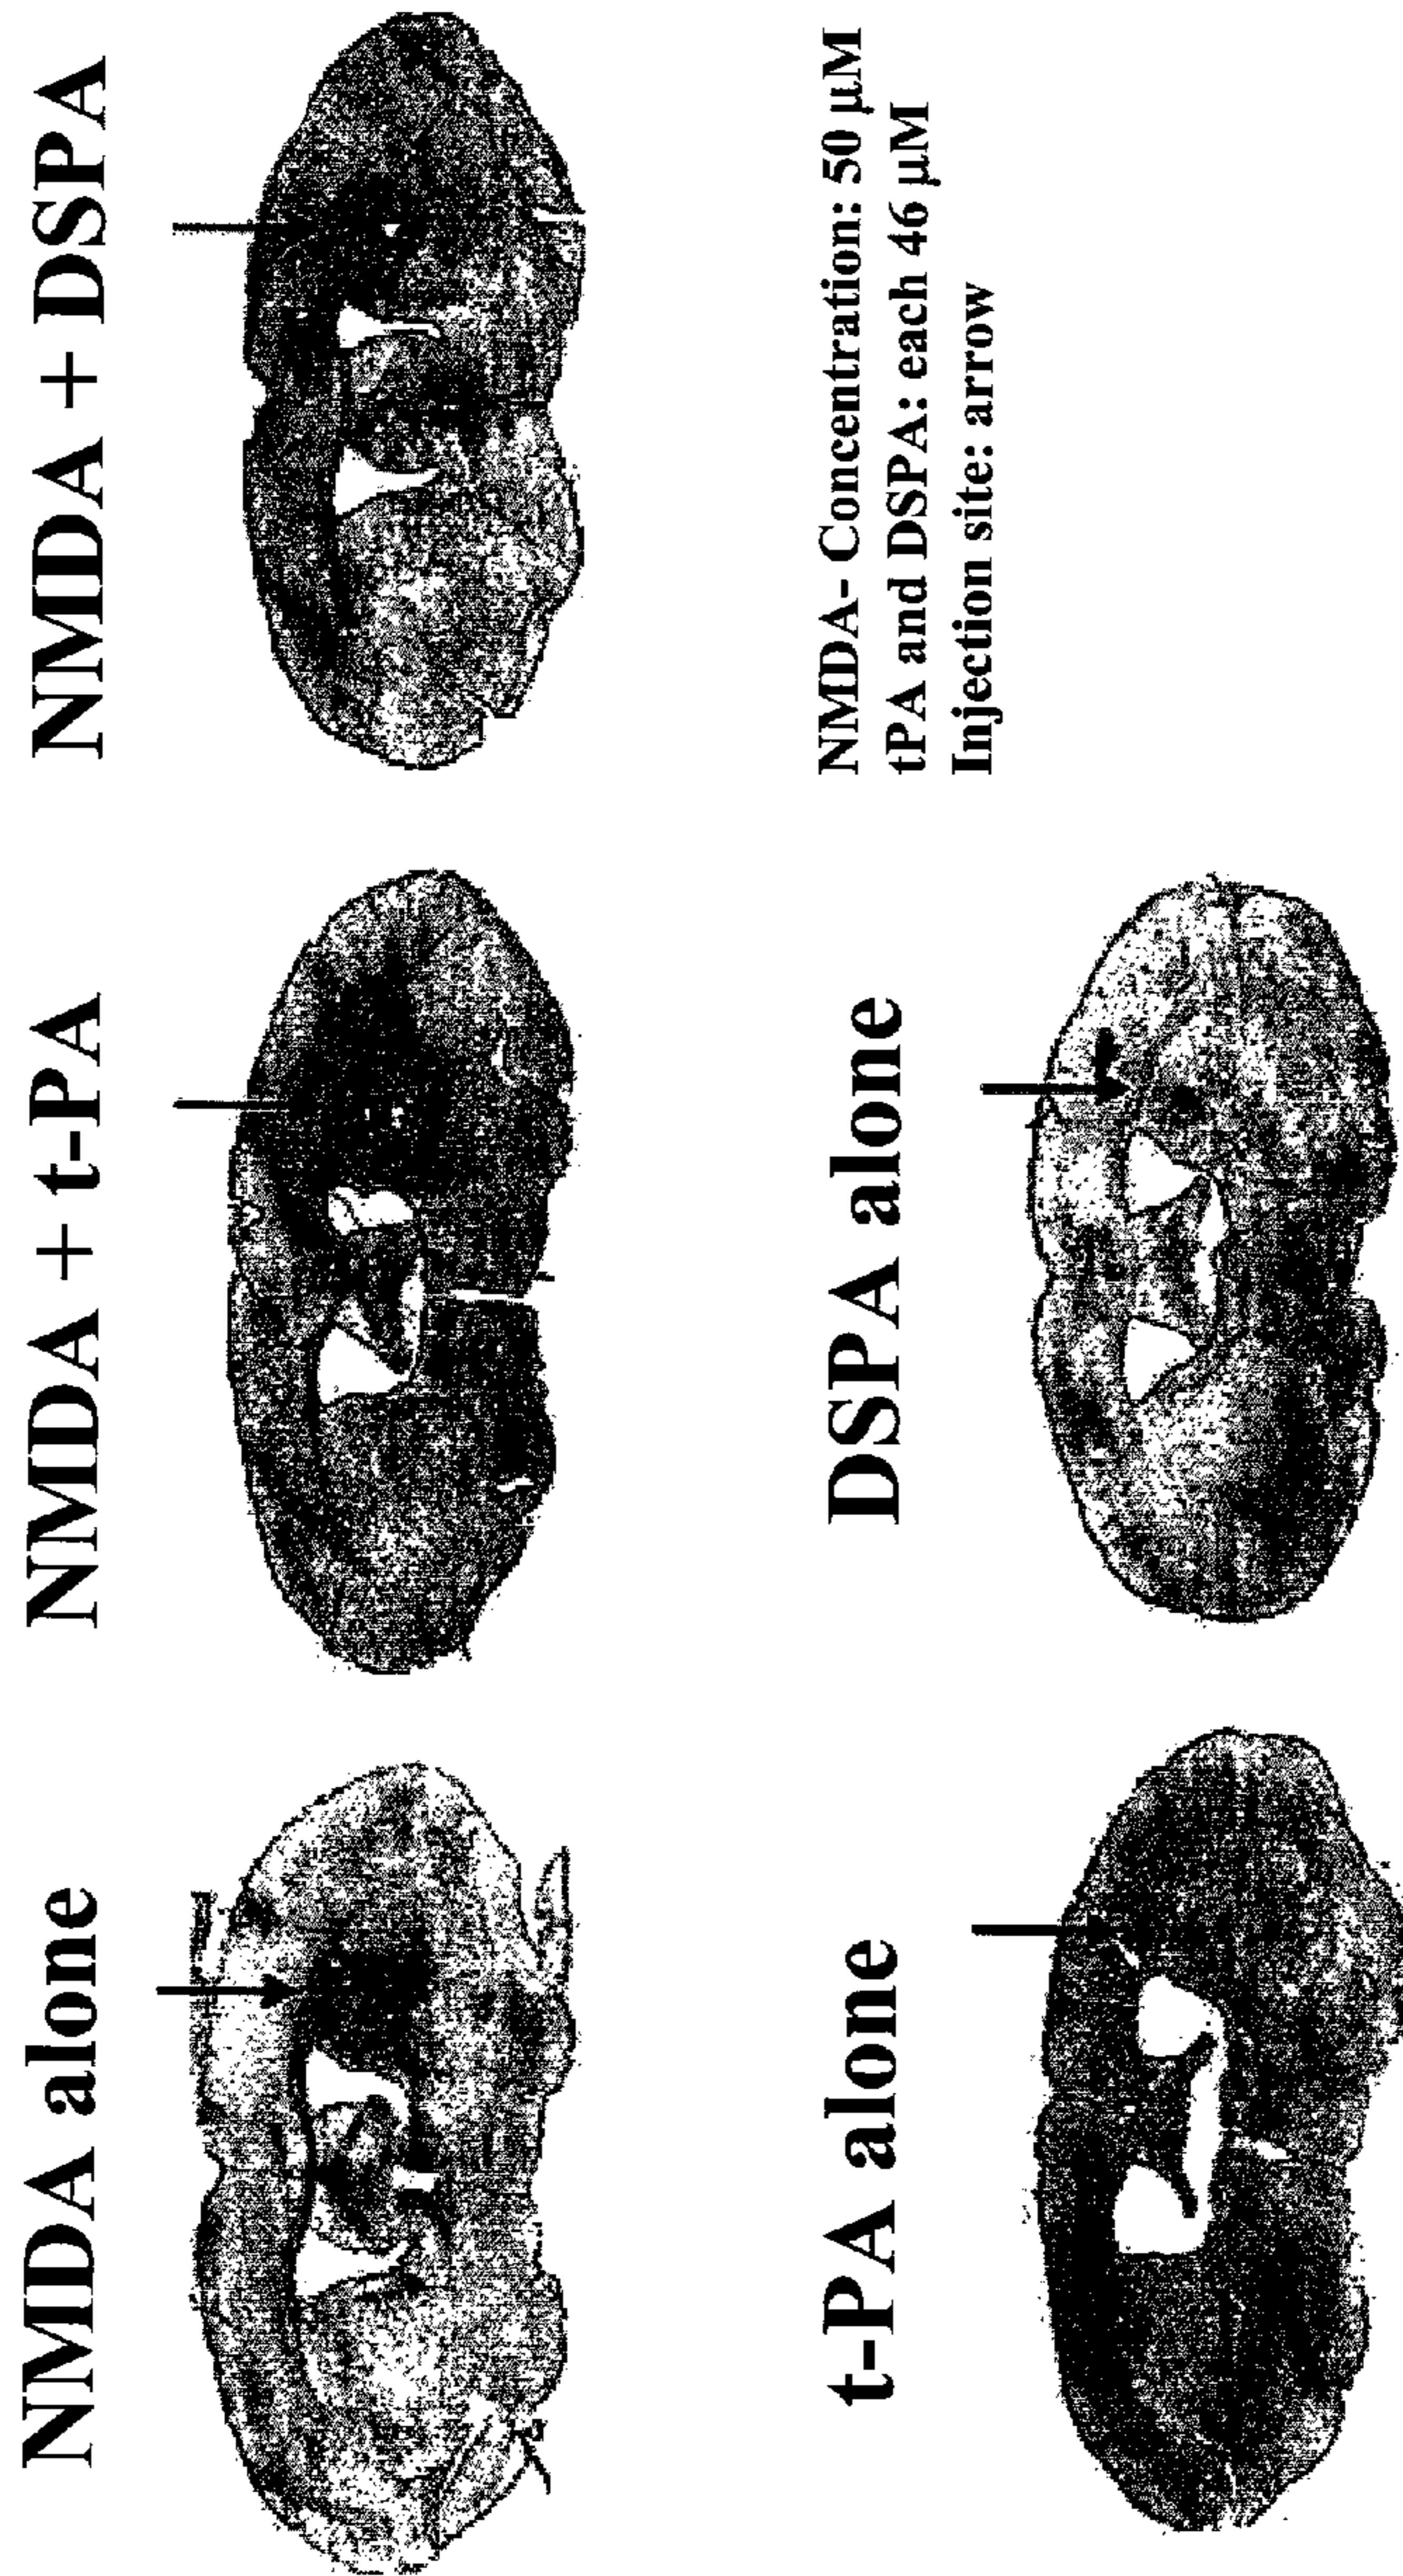 NMDA alone
NMDA + t-PA
NMDA + DSPA
t-PA alone
DSPA alone
NMDA- Concentration: 50 µM
tPA and DSPA: each 46 µM
Injection site: arrow